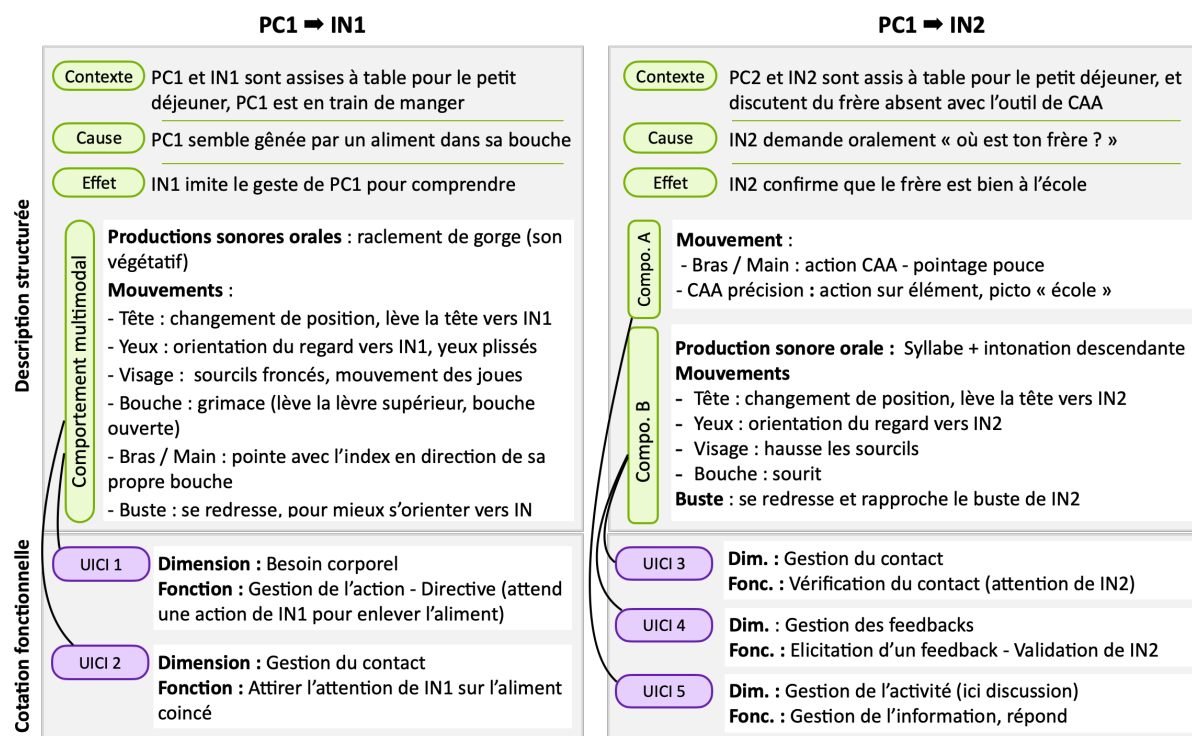 PC1 ➡ IN1
Contexte
PC1 et IN1 sont assises à table pour le petit
déjeuner, PC1 est en train de manger
Cause
PC1 semble gênée par un aliment dans sa bouche
Effet
IN1 imite le geste de PC1 pour comprendre
Description structurée
Comportement multimodal
Productions sonores orales : raclement de gorge (son
végétatif)
Mouvements :
- Tête : changement de position, lève la tête vers IN1
- Yeux : orientation du regard vers IN1, yeux plissés
- Visage : sourcils froncés, mouvement des joues
- Bouche : grimace (lève la lèvre supérieur, bouche
ouverte)
- Bras / Main : pointe avec l’index en direction de sa
propre bouche
- Buste : se redresse, pour mieux s’orienter vers IN
Cotation fonctionnelle
UICI 1
Dimension : Besoin corporel
Fonction : Gestion de l’action - Directive (attend
une action de IN1 pour enlever l’aliment)
UICI 2
Dimension : Gestion du contact
Fonction : Attirer l’attention de IN1 sur l’aliment
coincé
PC1 ➡ IN2
Contexte
PC2 et IN2 sont assis à table pour le petit déjeuner, et
discutent du frère absent avec l’outil de CAA
Cause
IN2 demande oralement « où est ton frère ? »
Effet
IN2 confirme que le frère est bien à l’école
Compo. A
Mouvement :
- Bras / Main : action CAA - pointage pouce
- CAA précision : action sur élément, picto « école »
Compo. B
Production sonore orale : Syllabe + intonation descendante
Mouvements
- Tête : changement de position, lève la tête vers IN2
- Yeux : orientation du regard vers IN2
- Visage : hausse les sourcils
- Bouche : sourit
Buste : se redresse et rapproche le buste de IN2
UICI 3
Dim. : Gestion du contact
Fonc. : Vérification du contact (attention de IN2)
UICI 4
Dim. : Gestion des feedbacks
Fonc. : Elicitation d’un feedback - Validation de IN2
UICI 5
Dim. : Gestion de l’activité (ici discussion)
Fonc. : Gestion de l’information, répond